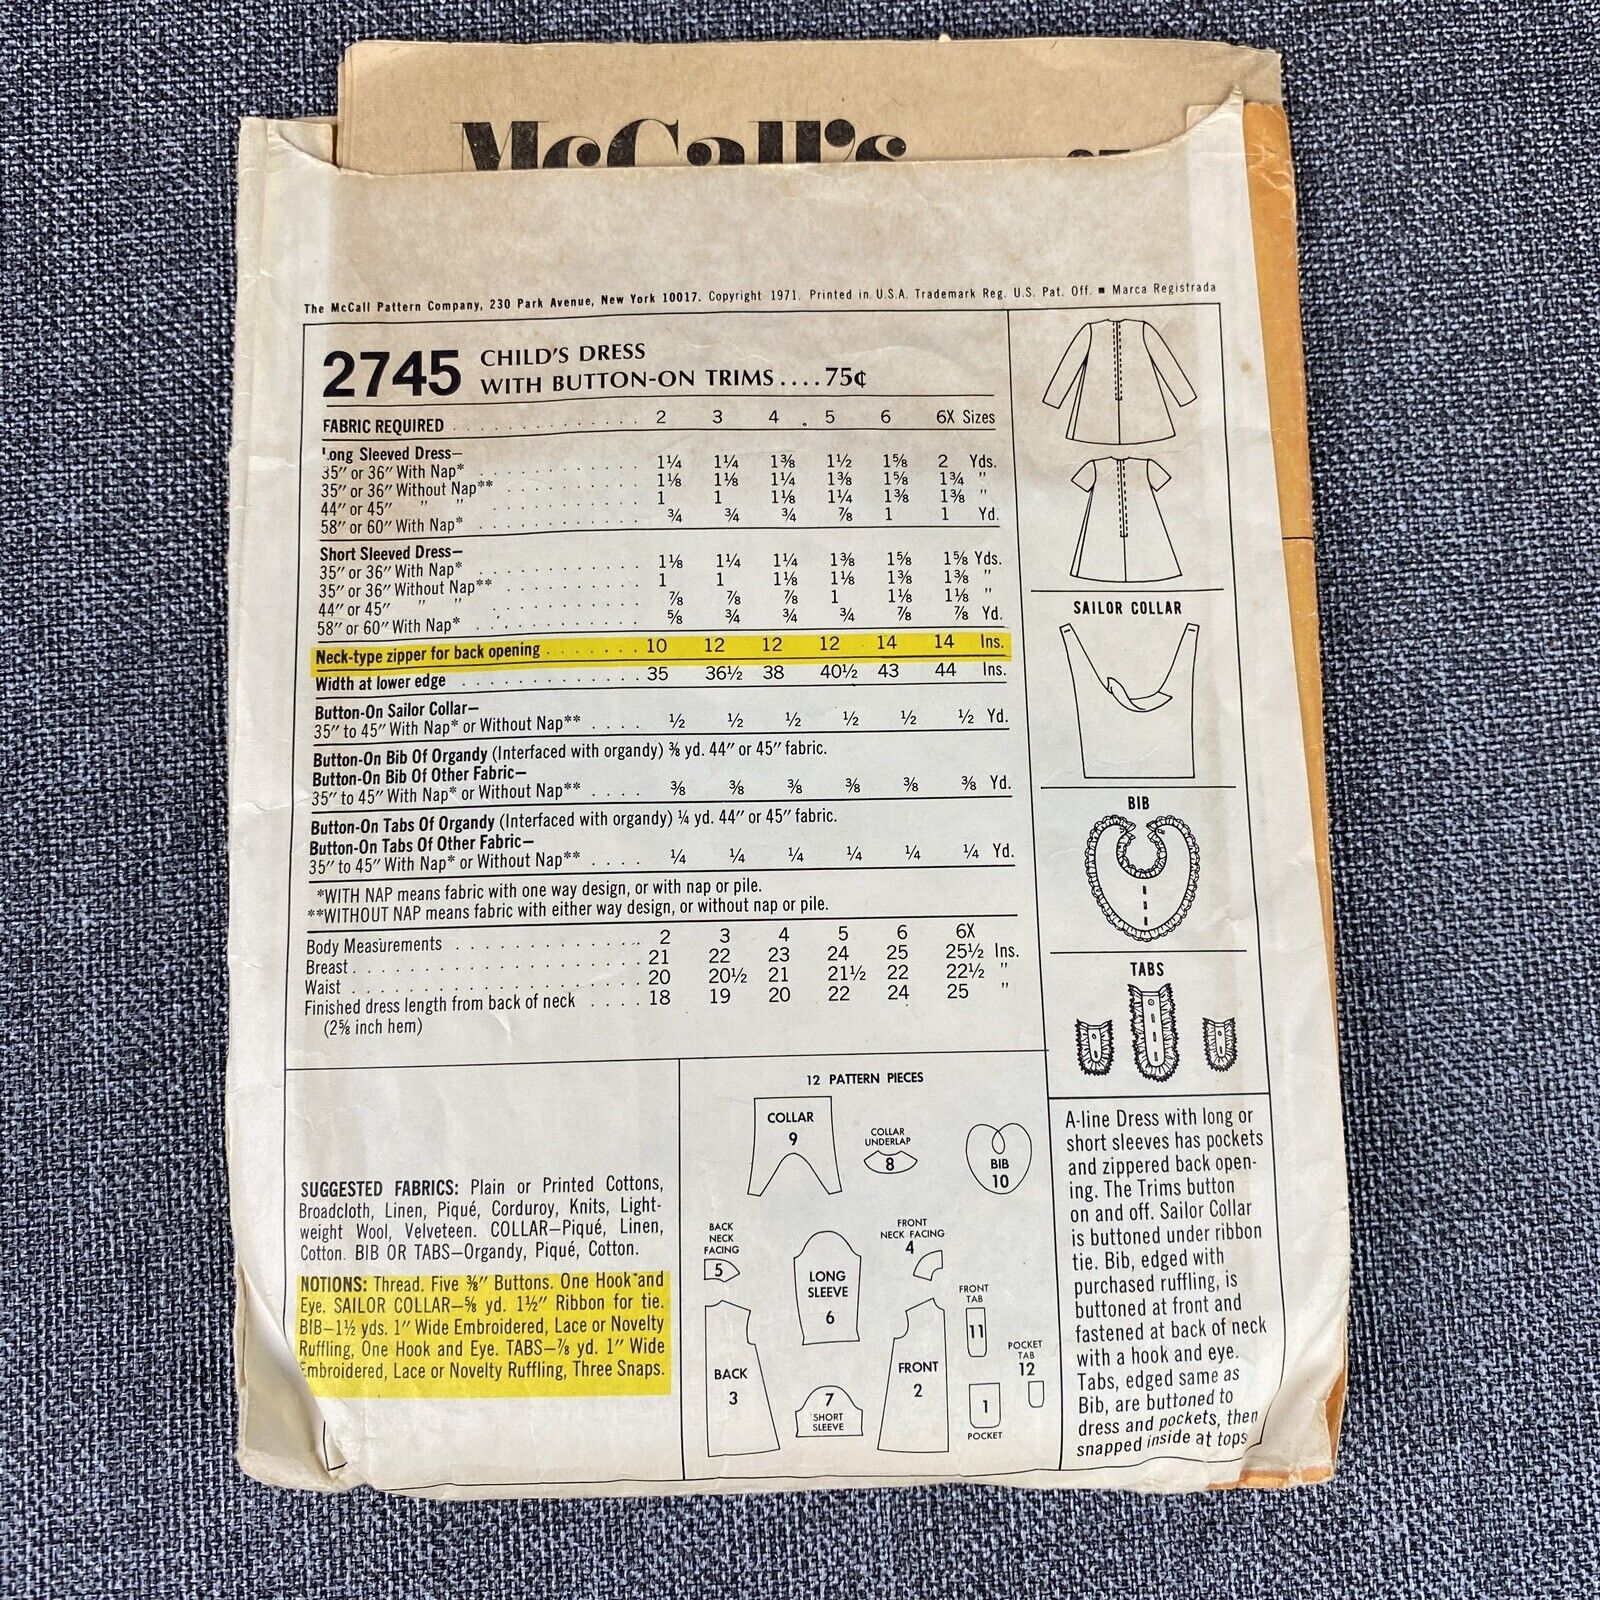 McCall's
The McCall Pattern Company, 230 Park Avenue, New York 10017. Copyright 1971. Printed in U.S.A. Trademark Reg. U.S. Pat. Off. ■ Marca Registrada
2745 CHILD'S DRESS
WITH BUTTON-ON TRIMS....75¢
FABRIC REQUIRED 2 3 4 5 6 6X Sizes
Long Sleeved Dress—
35" or 36" With Nap* 1¼ 1¼ 1⅜ 1½ 1⅝ 2 Yds.
35" or 36" Without Nap** 1⅛ 1⅛ 1¼ 1⅜ 1⅝ 1¾ "
44" or 45" " " 1 1 1⅛ 1¼ 1⅜ 1⅜ "
58" or 60" With Nap* ¾ ¾ ¾ ⅞ 1 1 Yd.
Short Sleeved Dress—
35" or 36" With Nap* 1⅛ 1¼ 1¼ 1⅜ 1⅝ 1⅝ Yds.
35" or 36" Without Nap** 1 1 1⅛ 1⅛ 1⅜ 1⅜ "
44" or 45" " " ⅞ ⅞ ⅞ 1 1⅛ 1⅛ "
58" or 60" With Nap* ⅝ ¾ ¾ ¾ ⅞ ⅞ Yd.
Neck-type zipper for back opening 10 12 12 12 14 14 Ins.
Width at lower edge 35 36½ 38 40½ 43 44 Ins.
Button-On Sailor Collar—
35" to 45" With Nap* or Without Nap** ½ ½ ½ ½ ½ ½ Yd.
Button-On Bib Of Organdy (Interfaced with organdy) ⅜ yd. 44" or 45" fabric.
Button-On Bib Of Other Fabric—
35" to 45" With Nap* or Without Nap** ⅜ ⅜ ⅜ ⅜ ⅜ ⅜ Yd.
Button-On Tabs Of Organdy (Interfaced with organdy) ¼ yd. 44" or 45" fabric.
Button-On Tabs Of Other Fabric—
35" to 45" With Nap* or Without Nap** ¼ ¼ ¼ ¼ ¼ ¼ Yd.
*WITH NAP means fabric with one way design, or with nap or pile.
**WITHOUT NAP means fabric with either way design, or without nap or pile.
Body Measurements 2 3 4 5 6 6X
Breast 21 22 23 24 25 25½ Ins.
Waist 20 20½ 21 21½ 22 22½ "
Finished dress length from back of neck 18 19 20 22 24 25 "
(2⅝ inch hem)
SAILOR COLLAR
BIB
TABS
SUGGESTED FABRICS: Plain or Printed Cottons,
Broadcloth, Linen, Piqué, Corduroy, Knits, Light-
weight Wool, Velveteen. COLLAR—Piqué, Linen,
Cotton. BIB OR TABS—Organdy, Piqué, Cotton.
NOTIONS: Thread. Five ⅜" Buttons. One Hook and
Eye. SAILOR COLLAR—⅝ yd. 1½" Ribbon for tie.
BIB—1½ yds. 1" Wide Embroidered, Lace or Novelty
Ruffling, One Hook and Eye. TABS—⅞ yd. 1" Wide
Embroidered, Lace or Novelty Ruffling, Three Snaps.
12 PATTERN PIECES
COLLAR
9
COLLAR
UNDERLAP
8
BIB
10
BACK
NECK
FACING
5
LONG
SLEEVE
6
FRONT
NECK FACING
4
FRONT
TAB
11
POCKET
TAB
12
BACK
3
7
SHORT
SLEEVE
FRONT
2
1
POCKET
A-line Dress with long or
short sleeves has pockets
and zippered back open-
ing. The Trims button
on and off. Sailor Collar
is buttoned under ribbon
tie. Bib, edged with
purchased ruffling, is
buttoned at front and
fastened at back of neck
with a hook and eye.
Tabs, edged same as
Bib, are buttoned to
dress and pockets, then
snapped inside at tops